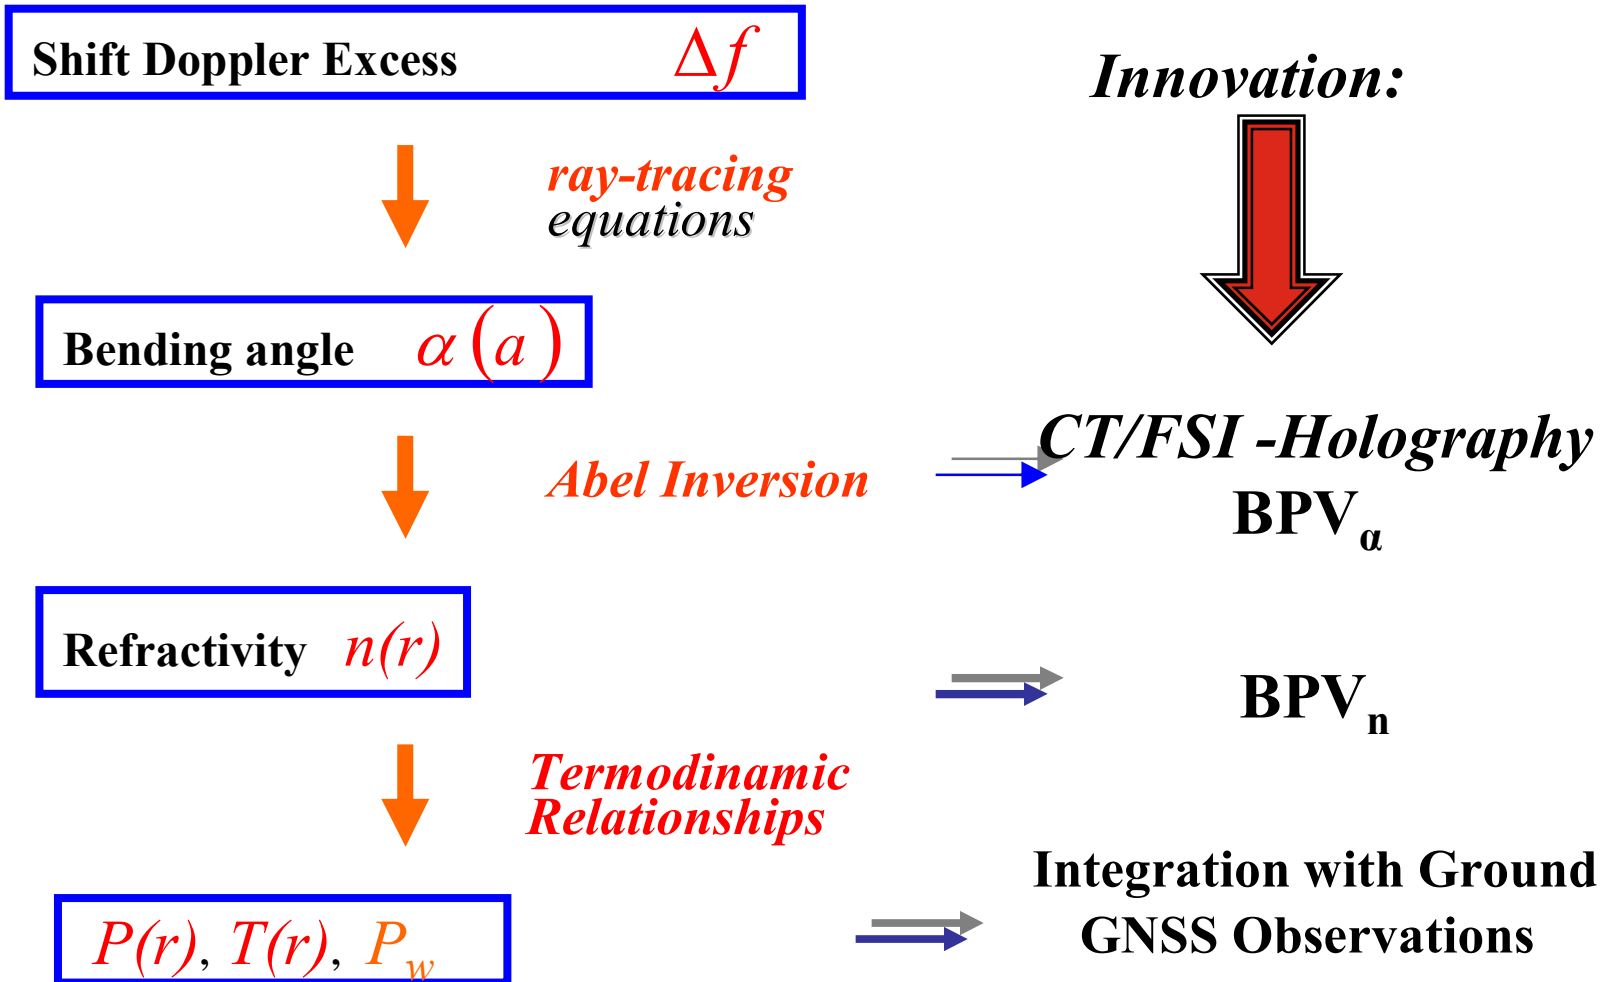 Shift Doppler Excess Δf
Innovation:
ray-tracing
equations
Bending angle α(a)
Abel Inversion
CT/FSI -Holography
BPVα
Refractivity n(r)
BPVn
Termodinamic
Relationships
P(r), T(r), Pw
Integration with Ground
GNSS Observations